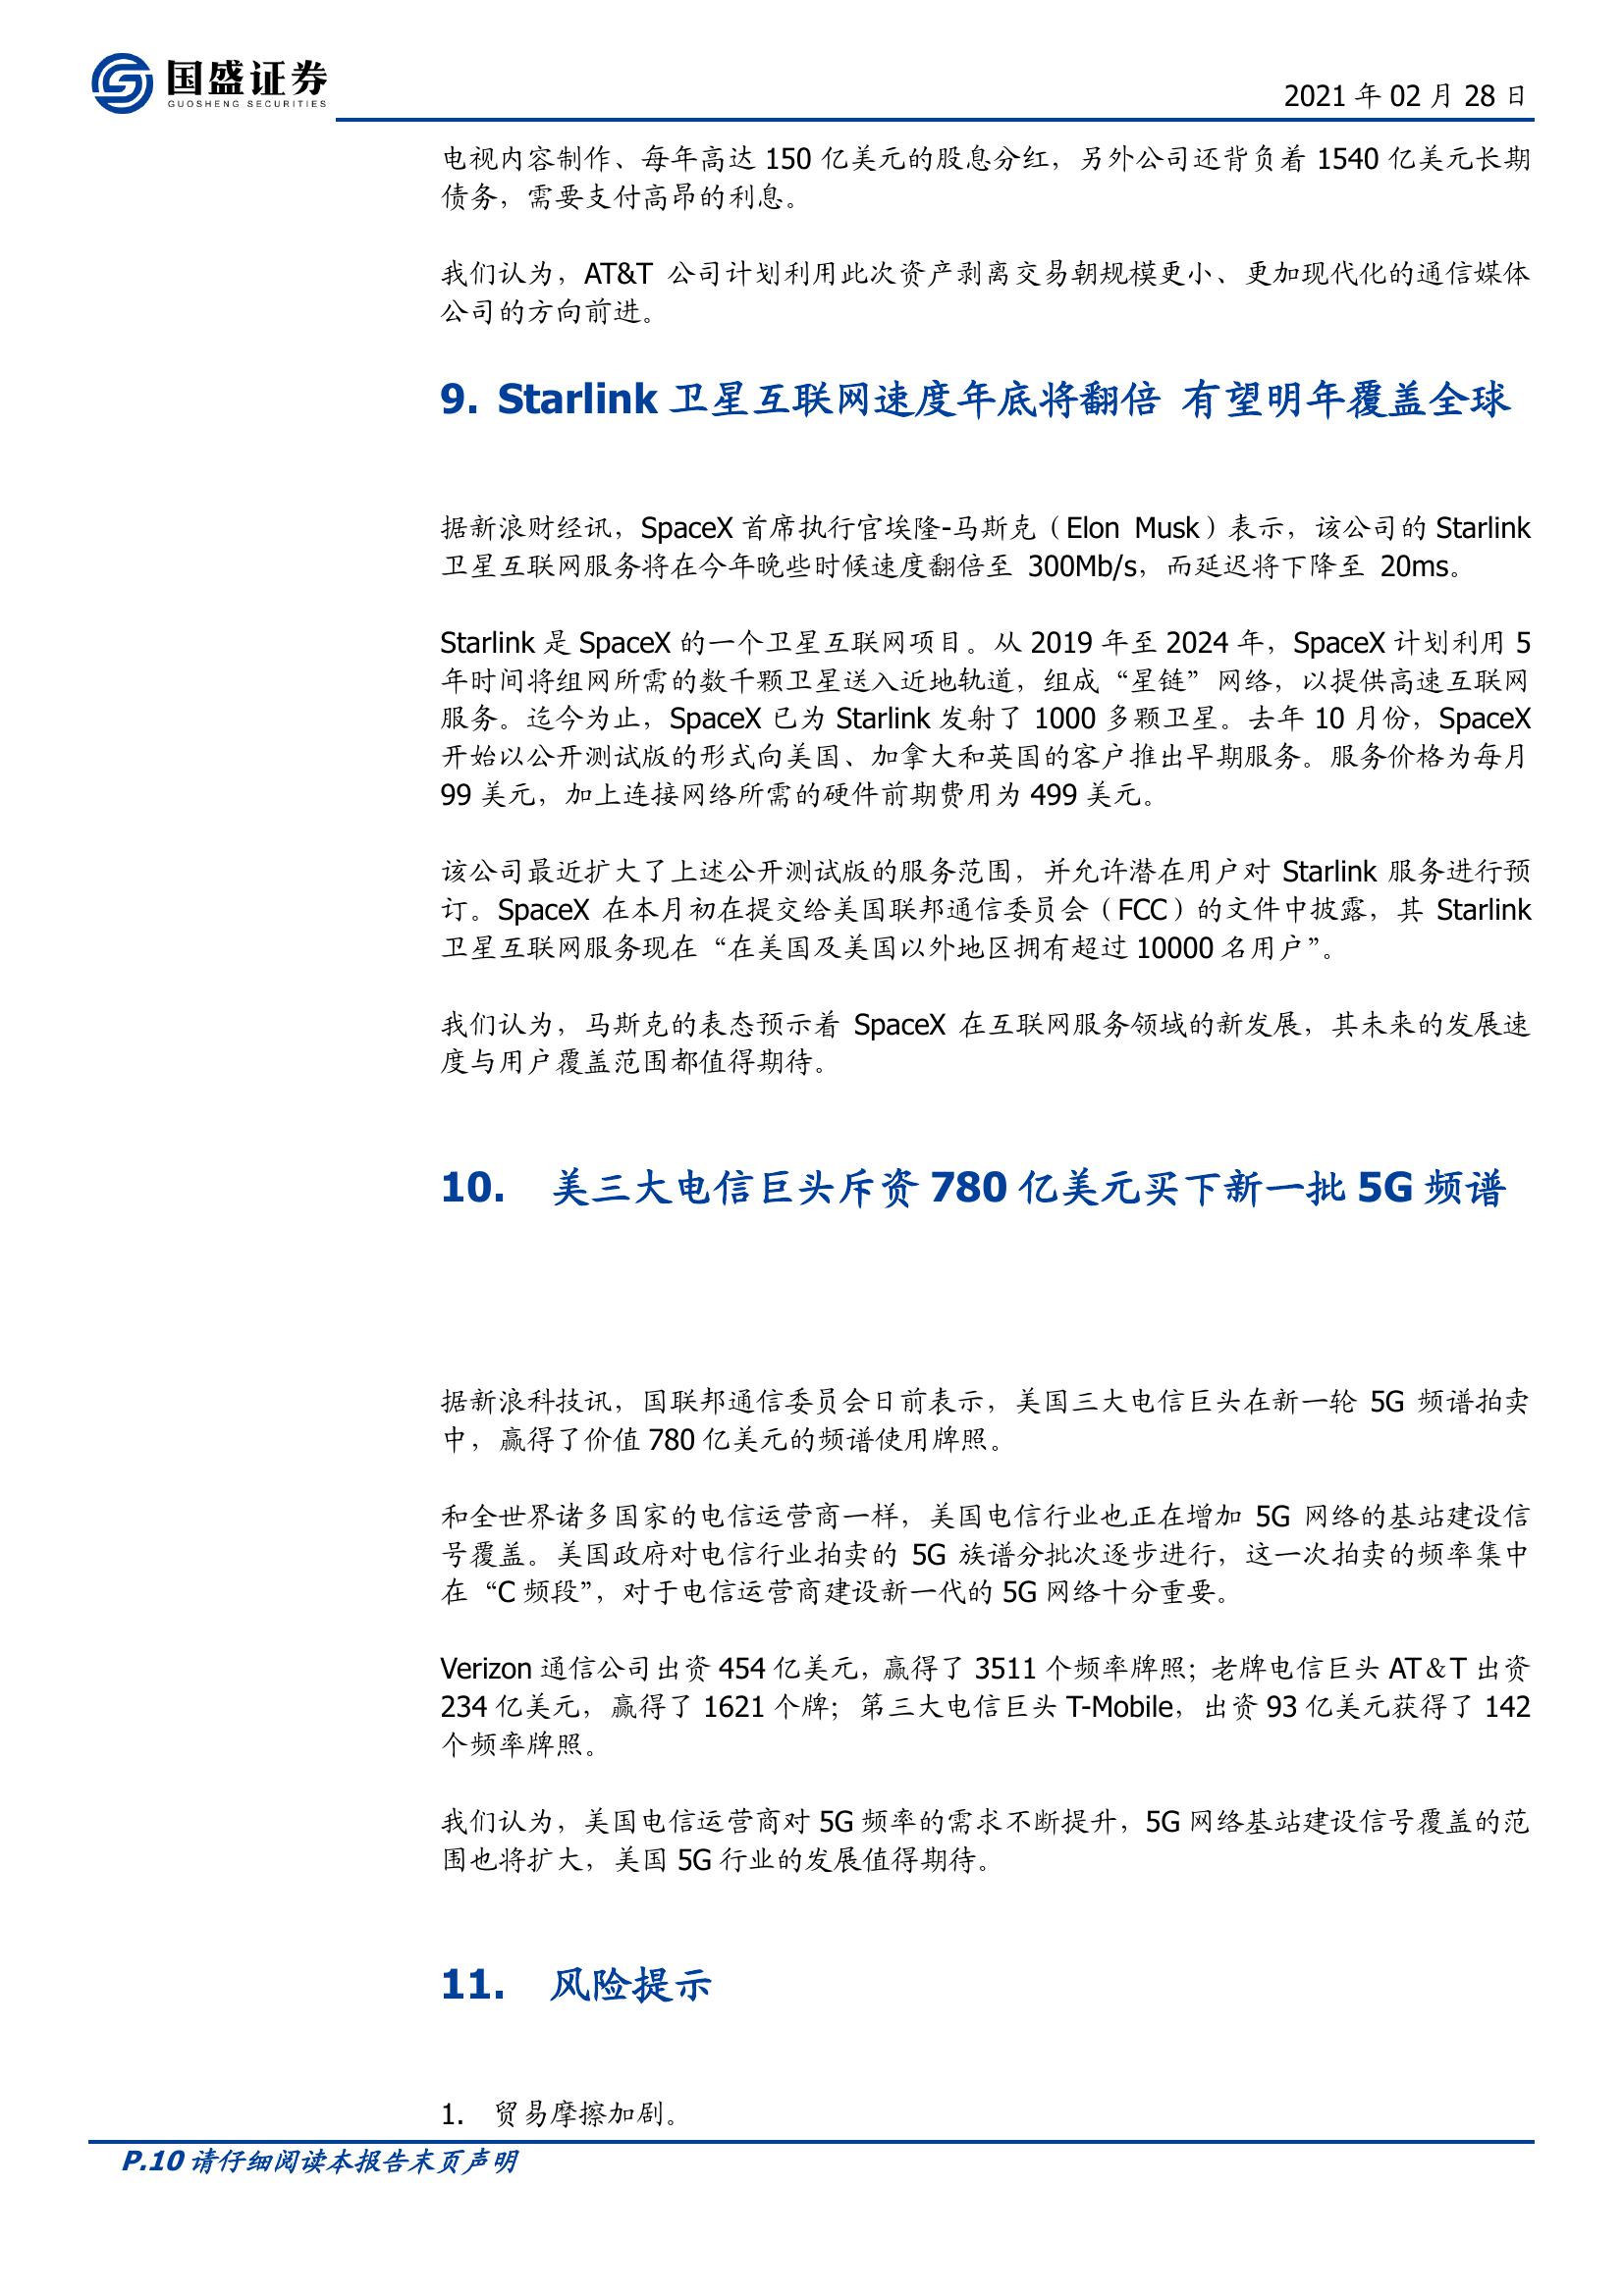 国盛证券
GUOSHENG SECURITIES
2021 年 02 月 28 日
电视内容制作、每年高达 150 亿美元的股息分红，另外公司还背负着 1540 亿美元长期
债务，需要支付高昂的利息。
我们认为，AT&T 公司计划利用此次资产剥离交易朝规模更小、更加现代化的通信媒体
公司的方向前进。
9. Starlink 卫星互联网速度年底将翻倍 有望明年覆盖全球
据新浪财经讯，SpaceX 首席执行官埃隆-马斯克（Elon Musk）表示，该公司的 Starlink
卫星互联网服务将在今年晚些时候速度翻倍至 300Mb/s，而延迟将下降至 20ms。
Starlink 是 SpaceX 的一个卫星互联网项目。从 2019 年至 2024 年，SpaceX 计划利用 5
年时间将组网所需的数千颗卫星送入近地轨道，组成“星链”网络，以提供高速互联网
服务。迄今为止，SpaceX 已为 Starlink 发射了 1000 多颗卫星。去年 10 月份，SpaceX
开始以公开测试版的形式向美国、加拿大和英国的客户推出早期服务。服务价格为每月
99 美元，加上连接网络所需的硬件前期费用为 499 美元。
该公司最近扩大了上述公开测试版的服务范围，并允许潜在用户对 Starlink 服务进行预
订。SpaceX 在本月初在提交给美国联邦通信委员会（FCC）的文件中披露，其 Starlink
卫星互联网服务现在“在美国及美国以外地区拥有超过 10000 名用户”。
我们认为，马斯克的表态预示着 SpaceX 在互联网服务领域的新发展，其未来的发展速
度与用户覆盖范围都值得期待。
10. 美三大电信巨头斥资 780 亿美元买下新一批 5G 频谱
据新浪科技讯，国联邦通信委员会日前表示，美国三大电信巨头在新一轮 5G 频谱拍卖
中，赢得了价值 780 亿美元的频谱使用牌照。
和全世界诸多国家的电信运营商一样，美国电信行业也正在增加 5G 网络的基站建设信
号覆盖。美国政府对电信行业拍卖的 5G 族谱分批次逐步进行，这一次拍卖的频率集中
在“C 频段”，对于电信运营商建设新一代的 5G 网络十分重要。
Verizon 通信公司出资 454 亿美元，赢得了 3511 个频率牌照；老牌电信巨头 AT＆T 出资
234 亿美元，赢得了 1621 个牌；第三大电信巨头 T-Mobile，出资 93 亿美元获得了 142
个频率牌照。
我们认为，美国电信运营商对 5G 频率的需求不断提升，5G 网络基站建设信号覆盖的范
围也将扩大，美国 5G 行业的发展值得期待。
11. 风险提示
1. 贸易摩擦加剧。
P.10 请仔细阅读本报告末页声明